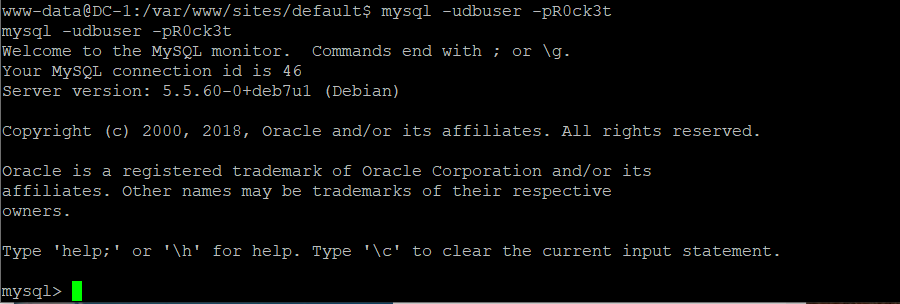 www-data@DC-1:/var/www/sites/default$ mysql -udbuser -pR0ck3t
mysql -udbuser -pR0ck3t
Welcome to the MySQL monitor.  Commands end with ; or \g.
Your MySQL connection id is 46
Server version: 5.5.60-0+deb7u1 (Debian)

Copyright (c) 2000, 2018, Oracle and/or its affiliates. All rights reserved.

Oracle is a registered trademark of Oracle Corporation and/or its
affiliates. Other names may be trademarks of their respective
owners.

Type 'help;' or '\h' for help. Type '\c' to clear the current input statement.

mysql>